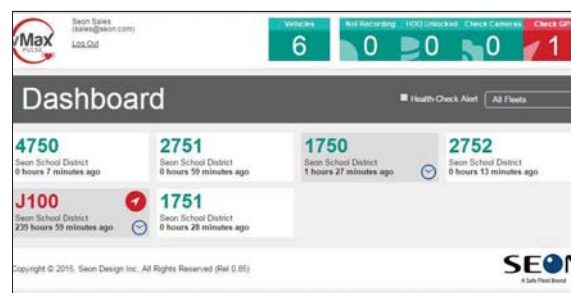 vMax
PULSE
Seon Sales
(sales@seon.com)
Log Out
Vehicles
6
Not Recording
0
HDD Unlocked
0
Check Cameras
0
Check GPS
1
Dashboard
Health-Check Alert
All Fleets
4750
Seon School District
0 hours 7 minutes ago
2751
Seon School District
0 hours 59 minutes ago
1750
Seon School District
1 hours 27 minutes ago
2752
Seon School District
0 hours 13 minutes ago
J100
Seon School District
239 hours 59 minutes ago
1751
Seon School District
0 hours 28 minutes ago
Copyright © 2015, Seon Design Inc, All Rights Reserved (Rel 0.85)
SEON
A Safe Fleet Brand